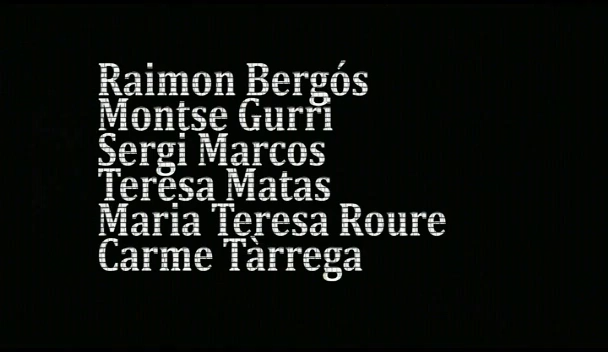 Raimon Bergós
Montse Gurri
Sergi Marcos
Teresa Matas
Maria Teresa Roure
Carme Tàrrega